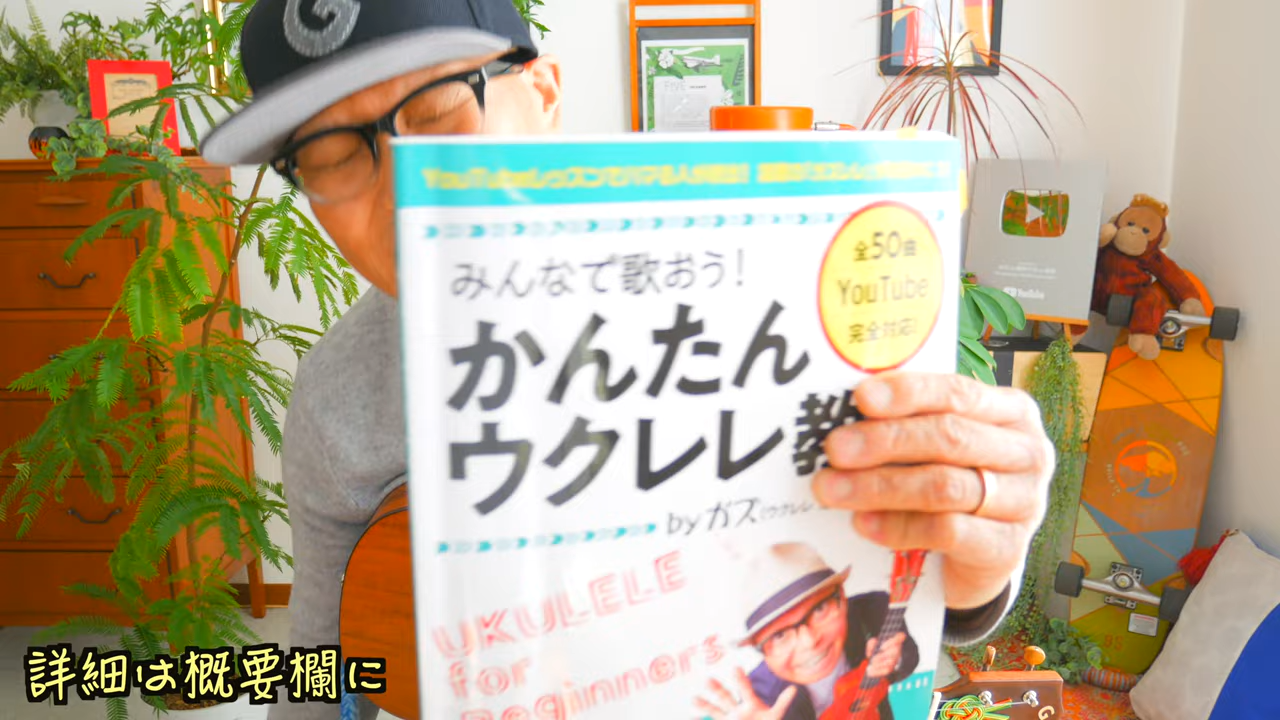 G
FIVE
みんなで歌おう！
かんたん
ウクレレ教
全50曲
YouTube
完全対応！
byガズ
UKULELE
for
Beginners
YouTube
G
詳細は概要欄に